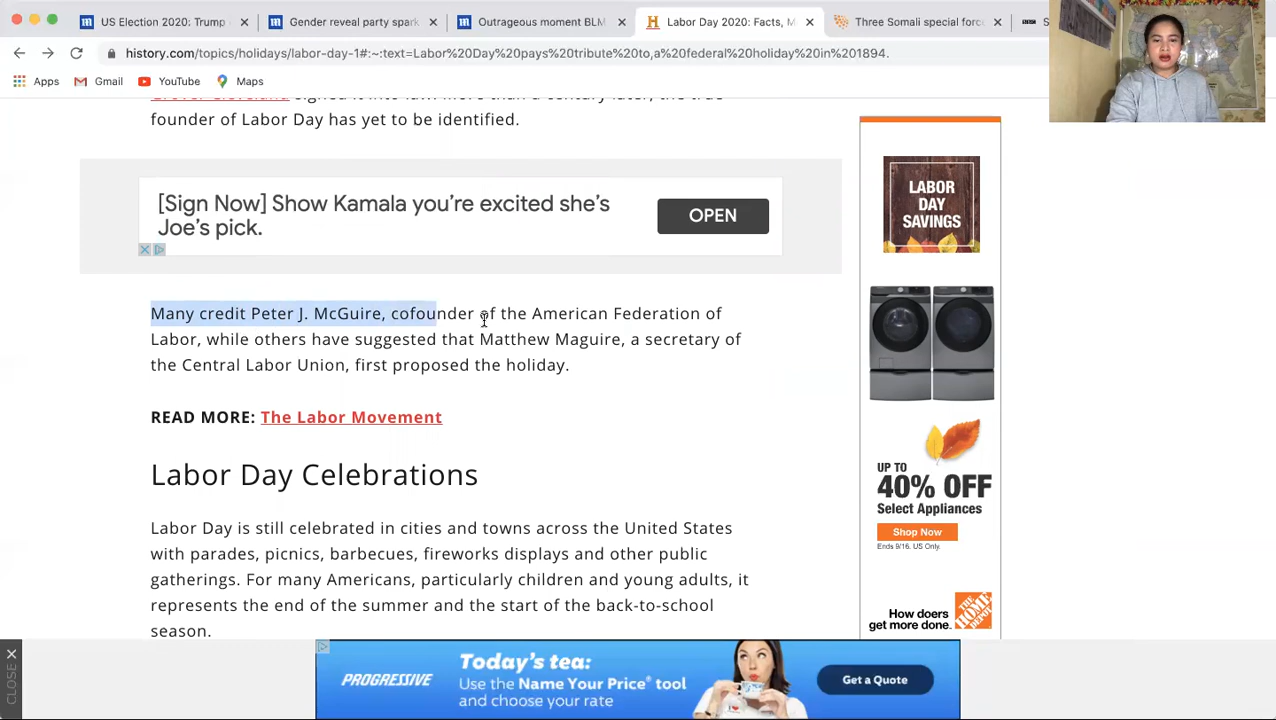 US Election 2020: Trump
Gender reveal party spark
Outrageous moment BLM
Labor Day 2020: Facts, M
Three Somali special forc
S
history.com/topics/holidays/labor-day-1#:~:text=Labor%20Day%20pays%20tribute%20to,a%20federal%20holiday%20in%201894.
Apps
Gmail
YouTube
Maps
Grover Cleveland signed it into law. More than a century later, the true
founder of Labor Day has yet to be identified.
[Sign Now] Show Kamala you're excited she's
Joe's pick.
OPEN
Many credit Peter J. McGuire, cofounder of the American Federation of
Labor, while others have suggested that Matthew Maguire, a secretary of
the Central Labor Union, first proposed the holiday.
READ MORE: The Labor Movement
Labor Day Celebrations
Labor Day is still celebrated in cities and towns across the United States
with parades, picnics, barbecues, fireworks displays and other public
gatherings. For many Americans, particularly children and young adults, it
represents the end of the summer and the start of the back-to-school
season.
LABOR
DAY
SAVINGS
UP TO
40% OFF
Select Appliances
Shop Now
Ends 9/16. US Only.
How doers
get more done.
THE HOME DEPOT
CLOSE
PROGRESSIVE
Today's tea:
Use the Name Your Price® tool
and choose your rate
Get a Quote